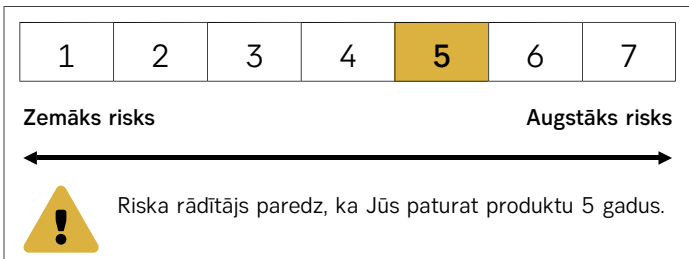 1 2 3 4 5 6 7
Zemāks risks Augstāks risks
Riska rādītājs paredz, ka Jūs paturat produktu 5 gadus.